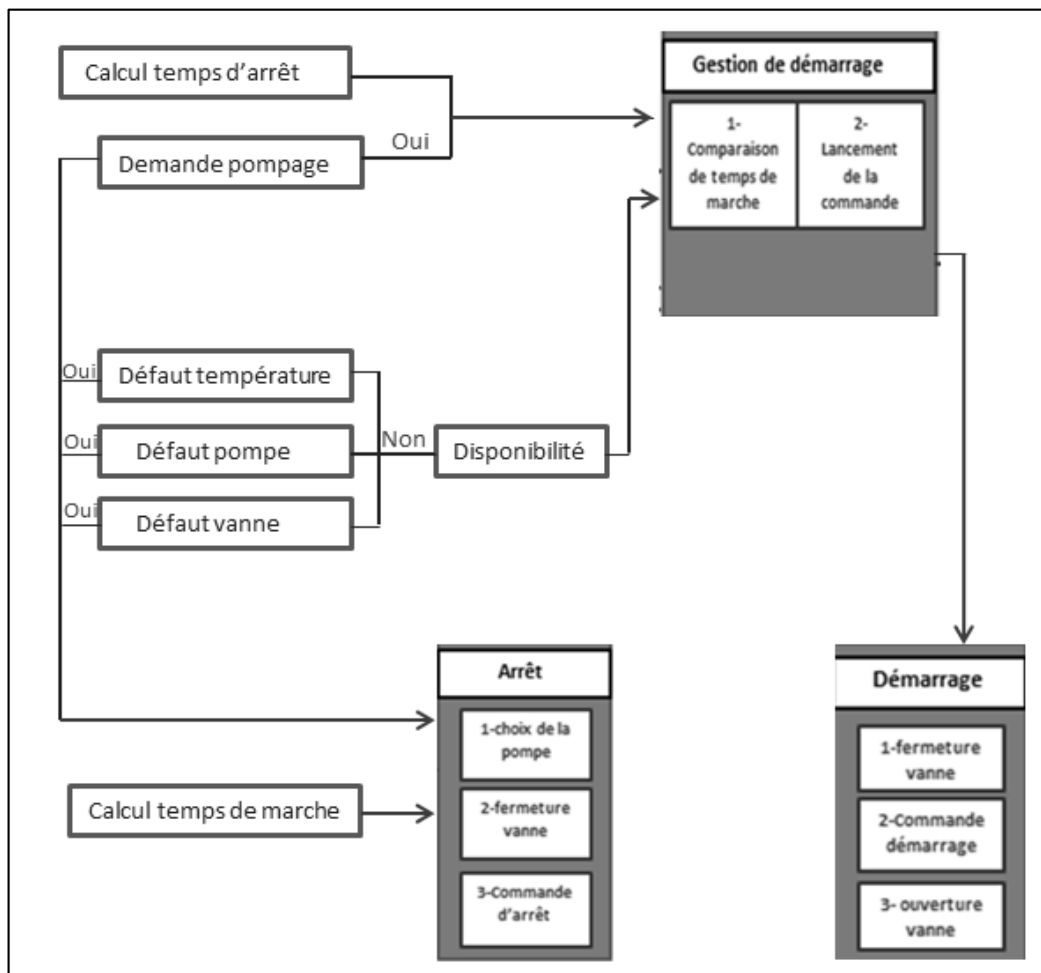 Calcul temps d'arrêt
Demande pompage
Oui
Gestion de démarrage
1-
Comparaison
de temps de
marche
2-
Lancement
de la
commande
Oui
Défaut température
Oui
Défaut pompe
Non
Disponibilité
Oui
Défaut vanne
Arrêt
1-choix de la
pompe
2-fermeture
vanne
3-Commande
d'arrêt
Calcul temps de marche
Démarrage
1-fermeture
vanne
2-Commande
démarrage
3- ouverture
vanne